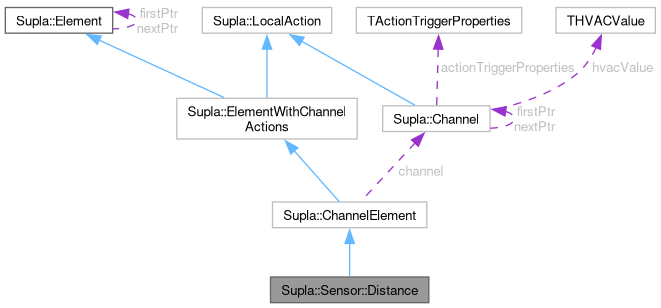 Supla::Element
firstPtr
nextPtr
Supla::LocalAction
TActionTriggerProperties
THVACValue
actionTriggerProperties
hvacValue
Supla::ElementWithChannel
Actions
Supla::Channel
firstPtr
nextPtr
channel
Supla::ChannelElement
Supla::Sensor::Distance